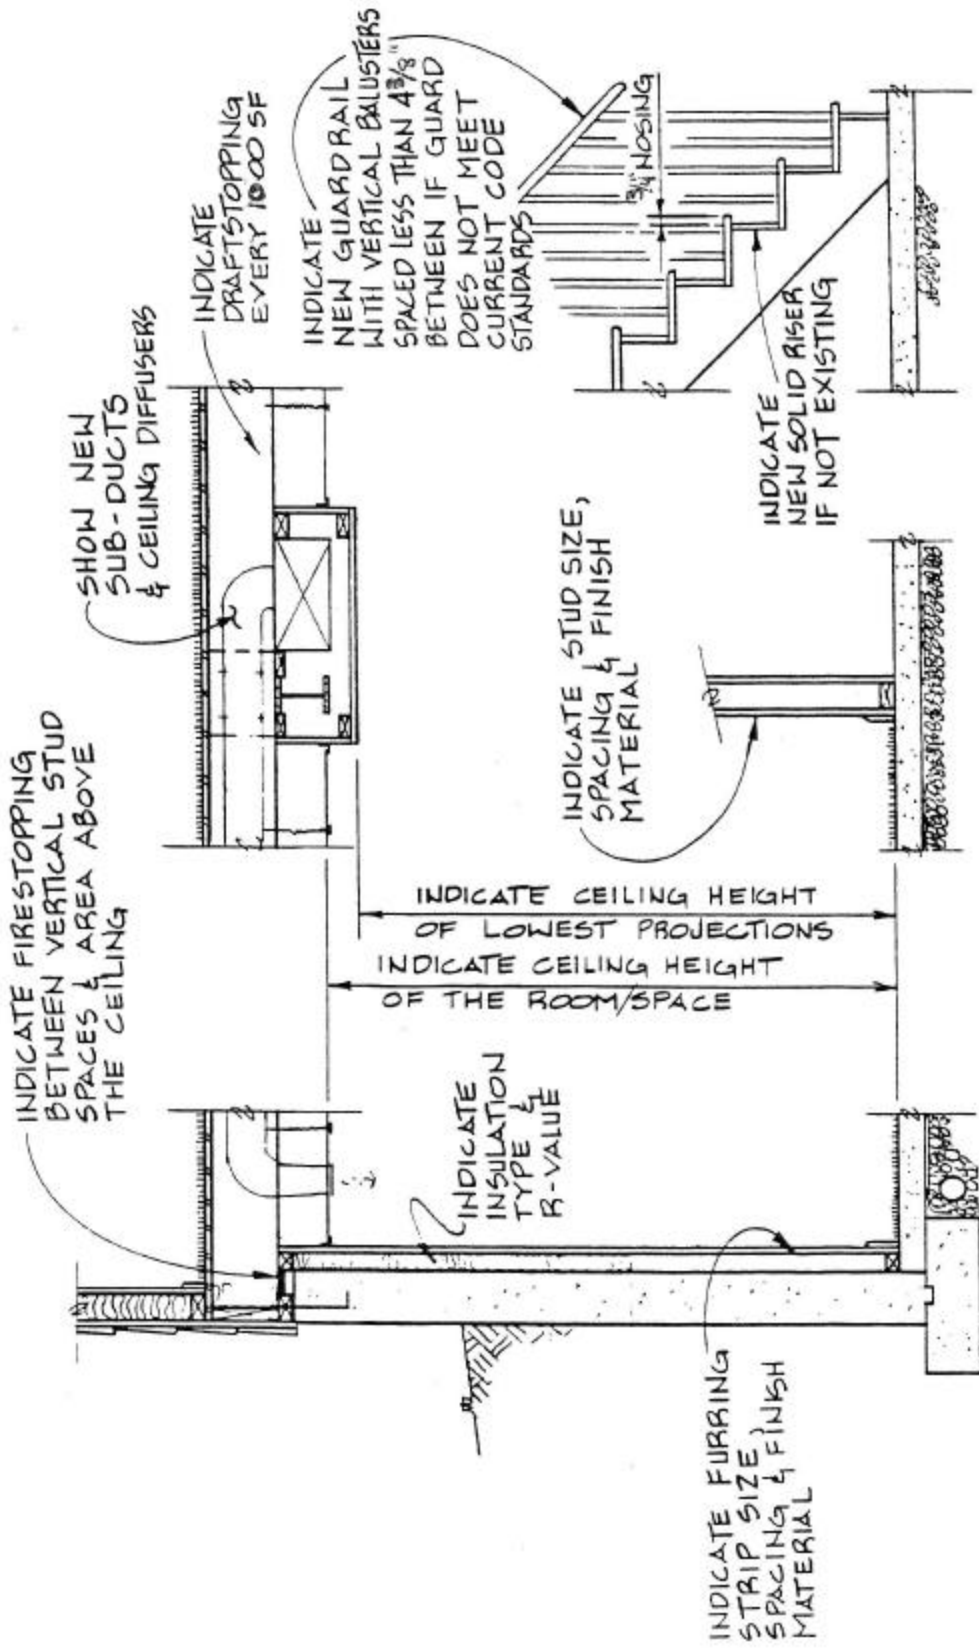 INDICATE FIRESTOPPING
BETWEEN VERTICAL STUD
SPACES & AREA ABOVE
THE CEILING
SHOW NEW
SUB-DUCTS
& CEILING DIFFUSERS
INDICATE
DRAFTSTOPPING
EVERY 1000 SF
INDICATE
NEW GUARDRAIL
WITH VERTICAL BALUSTERS
SPACED LESS THAN 4 3/8"
BETWEEN IF GUARD
DOES NOT MEET
CURRENT CODE
STANDARDS
3/4" NOSING
INDICATE
NEW SOLID RISER
IF NOT EXISTING
INDICATE STUD SIZE,
SPACING & FINISH
MATERIAL
INDICATE CEILING HEIGHT
OF LOWEST PROJECTIONS
INDICATE CEILING HEIGHT
OF THE ROOM/SPACE
INDICATE
INSULATION
TYPE &
R-VALUE
INDICATE FURRING
STRIP SIZE,
SPACING & FINISH
MATERIAL